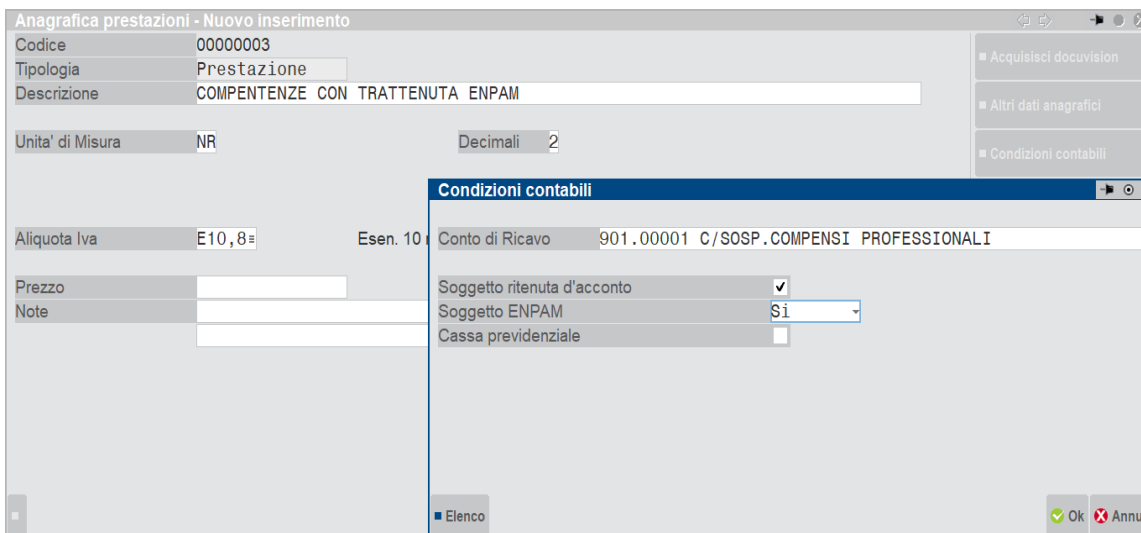 Anagrafica prestazioni - Nuovo inserimento
Codice 00000003
Tipologia Prestazione
Descrizione COMPENTENZE CON TRATTENUTA ENPAM
Unita' di Misura NR Decimali 2
Acquisisci docuvision
Altri dati anagrafici
Condizioni contabili
Aliquota Iva E10,8 Esen. 10
Prezzo
Note
Condizioni contabili
Conto di Ricavo 901.00001 C/SOSP.COMPENSI PROFESSIONALI
Soggetto ritenuta d'acconto
Soggetto ENPAM Si
Cassa previdenziale
Elenco Ok Annu